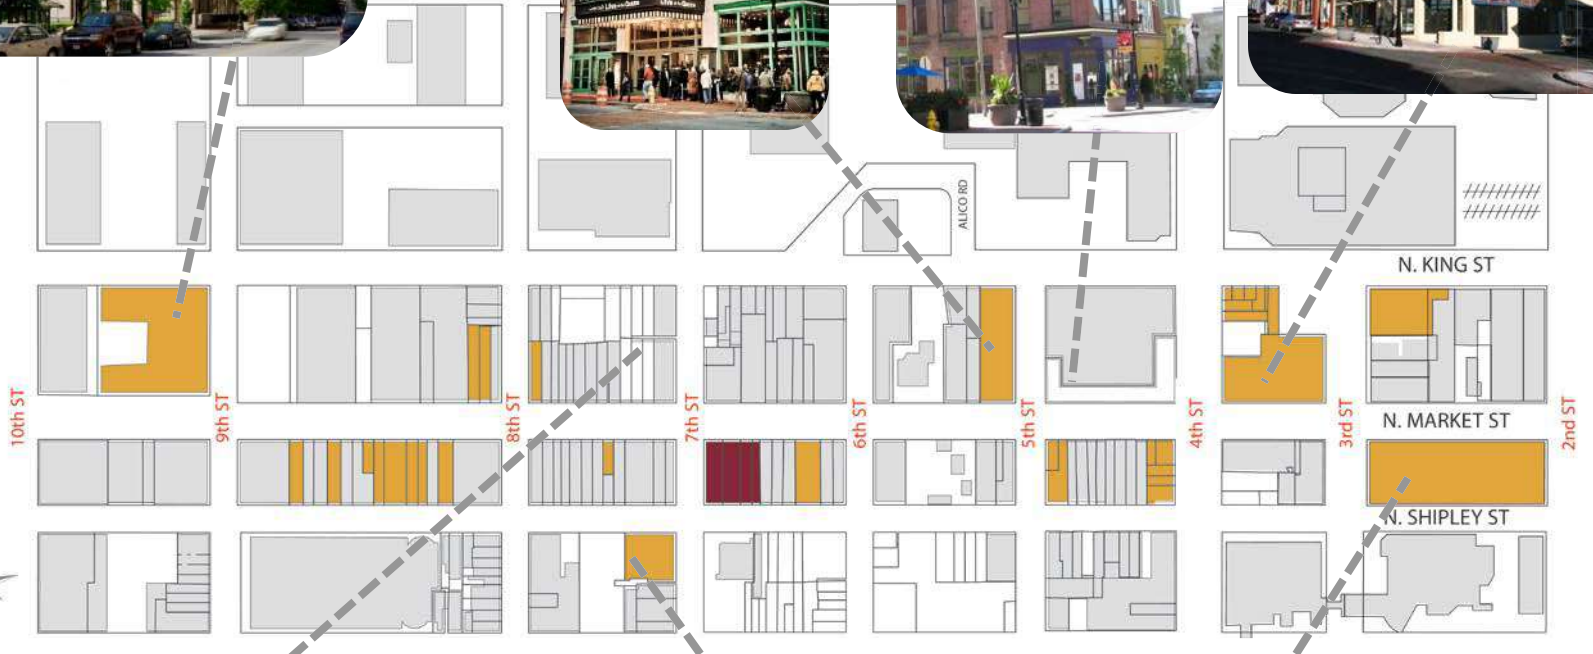 ALICO RD
N. KING ST
10th ST
9th ST
8th ST
7th ST
6th ST
5th ST
4th ST
3rd ST
2nd ST
N. MARKET ST
N. SHIPLEY ST